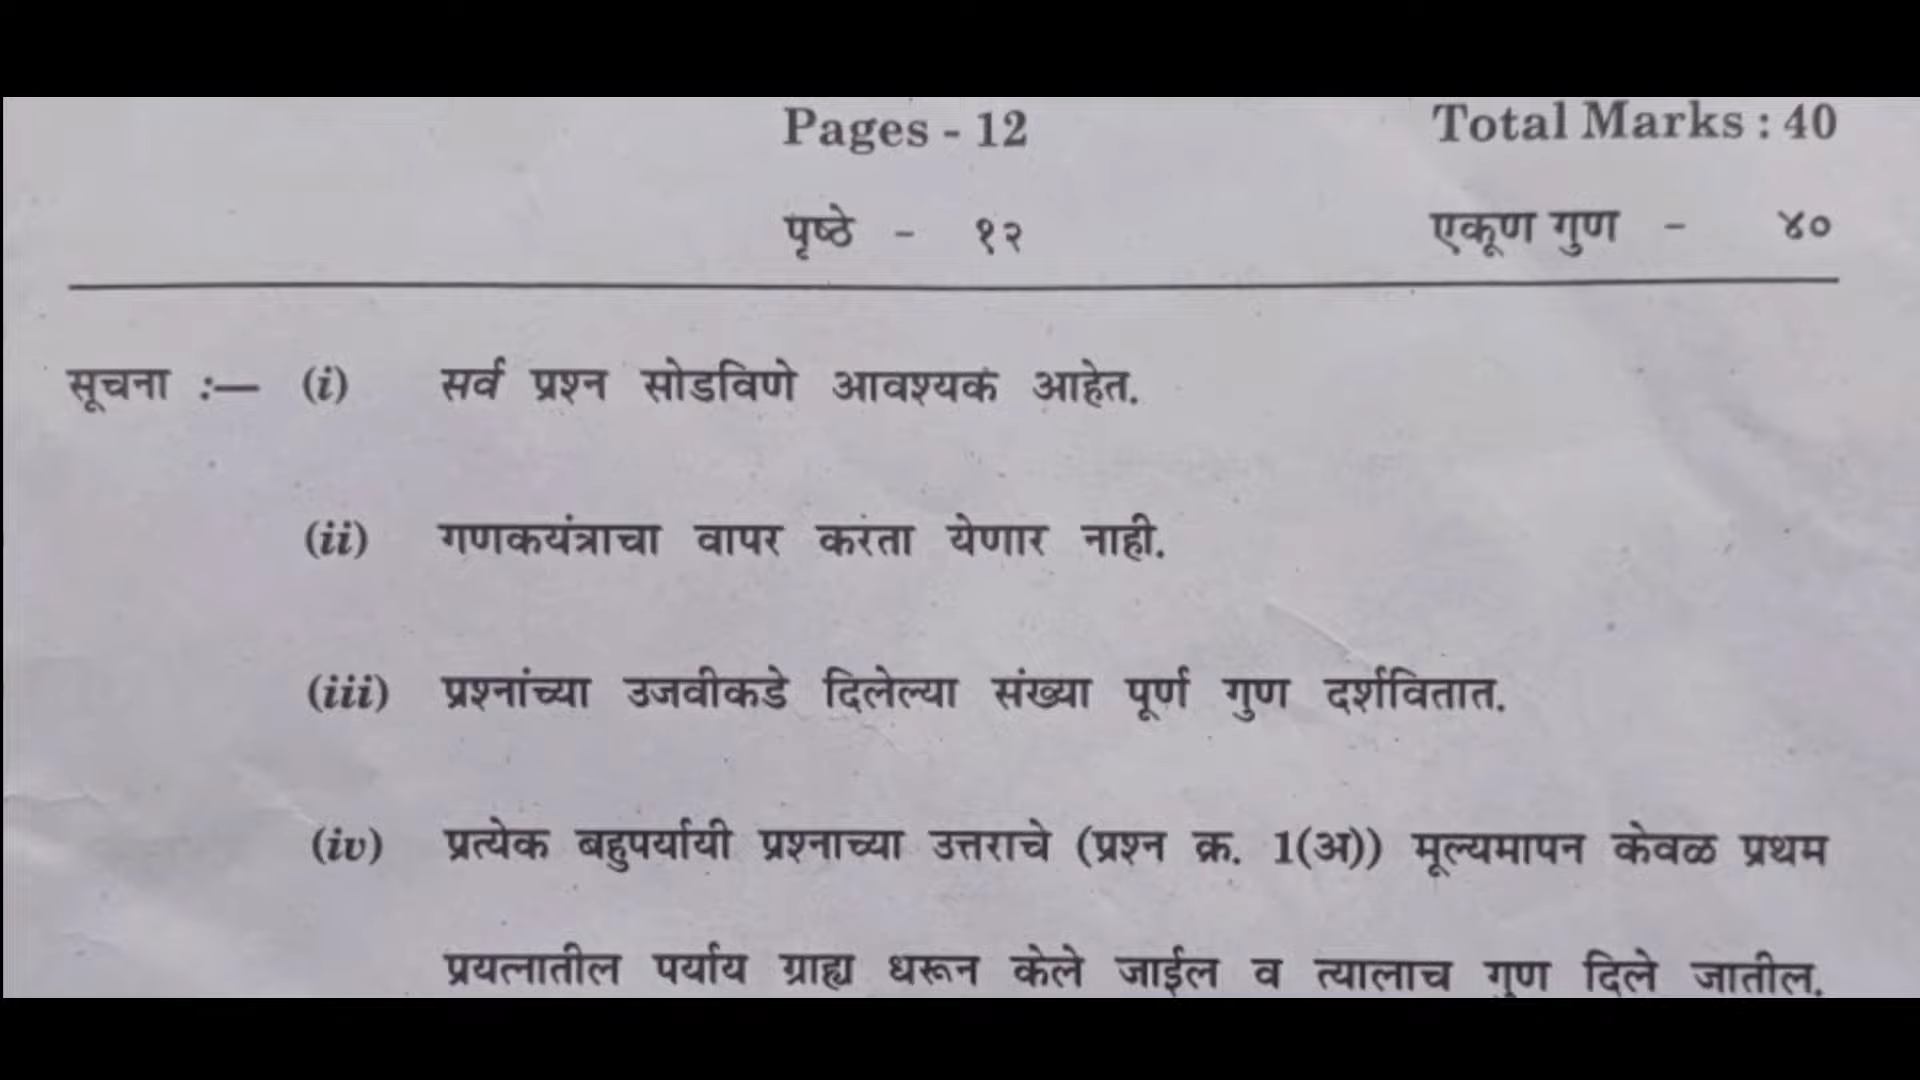 Pages - 12 Total Marks : 40
पृष्ठे - १२ एकूण गुण - ४०
सूचना :— (i) सर्व प्रश्न सोडविणे आवश्यक आहेत.
(ii) गणकयंत्राचा वापर करता येणार नाही.
(iii) प्रश्नांच्या उजवीकडे दिलेल्या संख्या पूर्ण गुण दर्शवितात.
(iv) प्रत्येक बहुपर्यायी प्रश्नाच्या उत्तराचे (प्रश्न क्र. 1(अ)) मूल्यमापन केवळ प्रथम
प्रयत्नातील पर्याय ग्राह्य धरून केले जाईल व त्यालाच गुण दिले जातील.